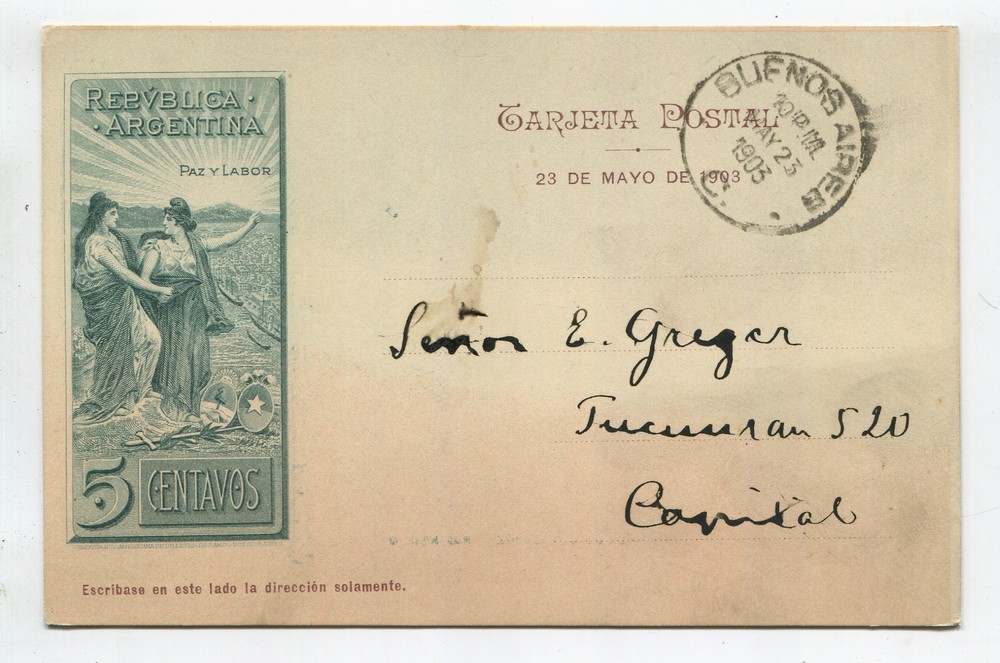 REPVBLICA
ARGENTINA
PAZ Y LABOR
5 CENTAVOS
TARJETA POSTAL
23 DE MAYO DE 1903
BUENOS AIRES
MAY 23
1903
Señor E. Greger
Tucuman 520
Capital
Escribase en este lado la dirección solamente.